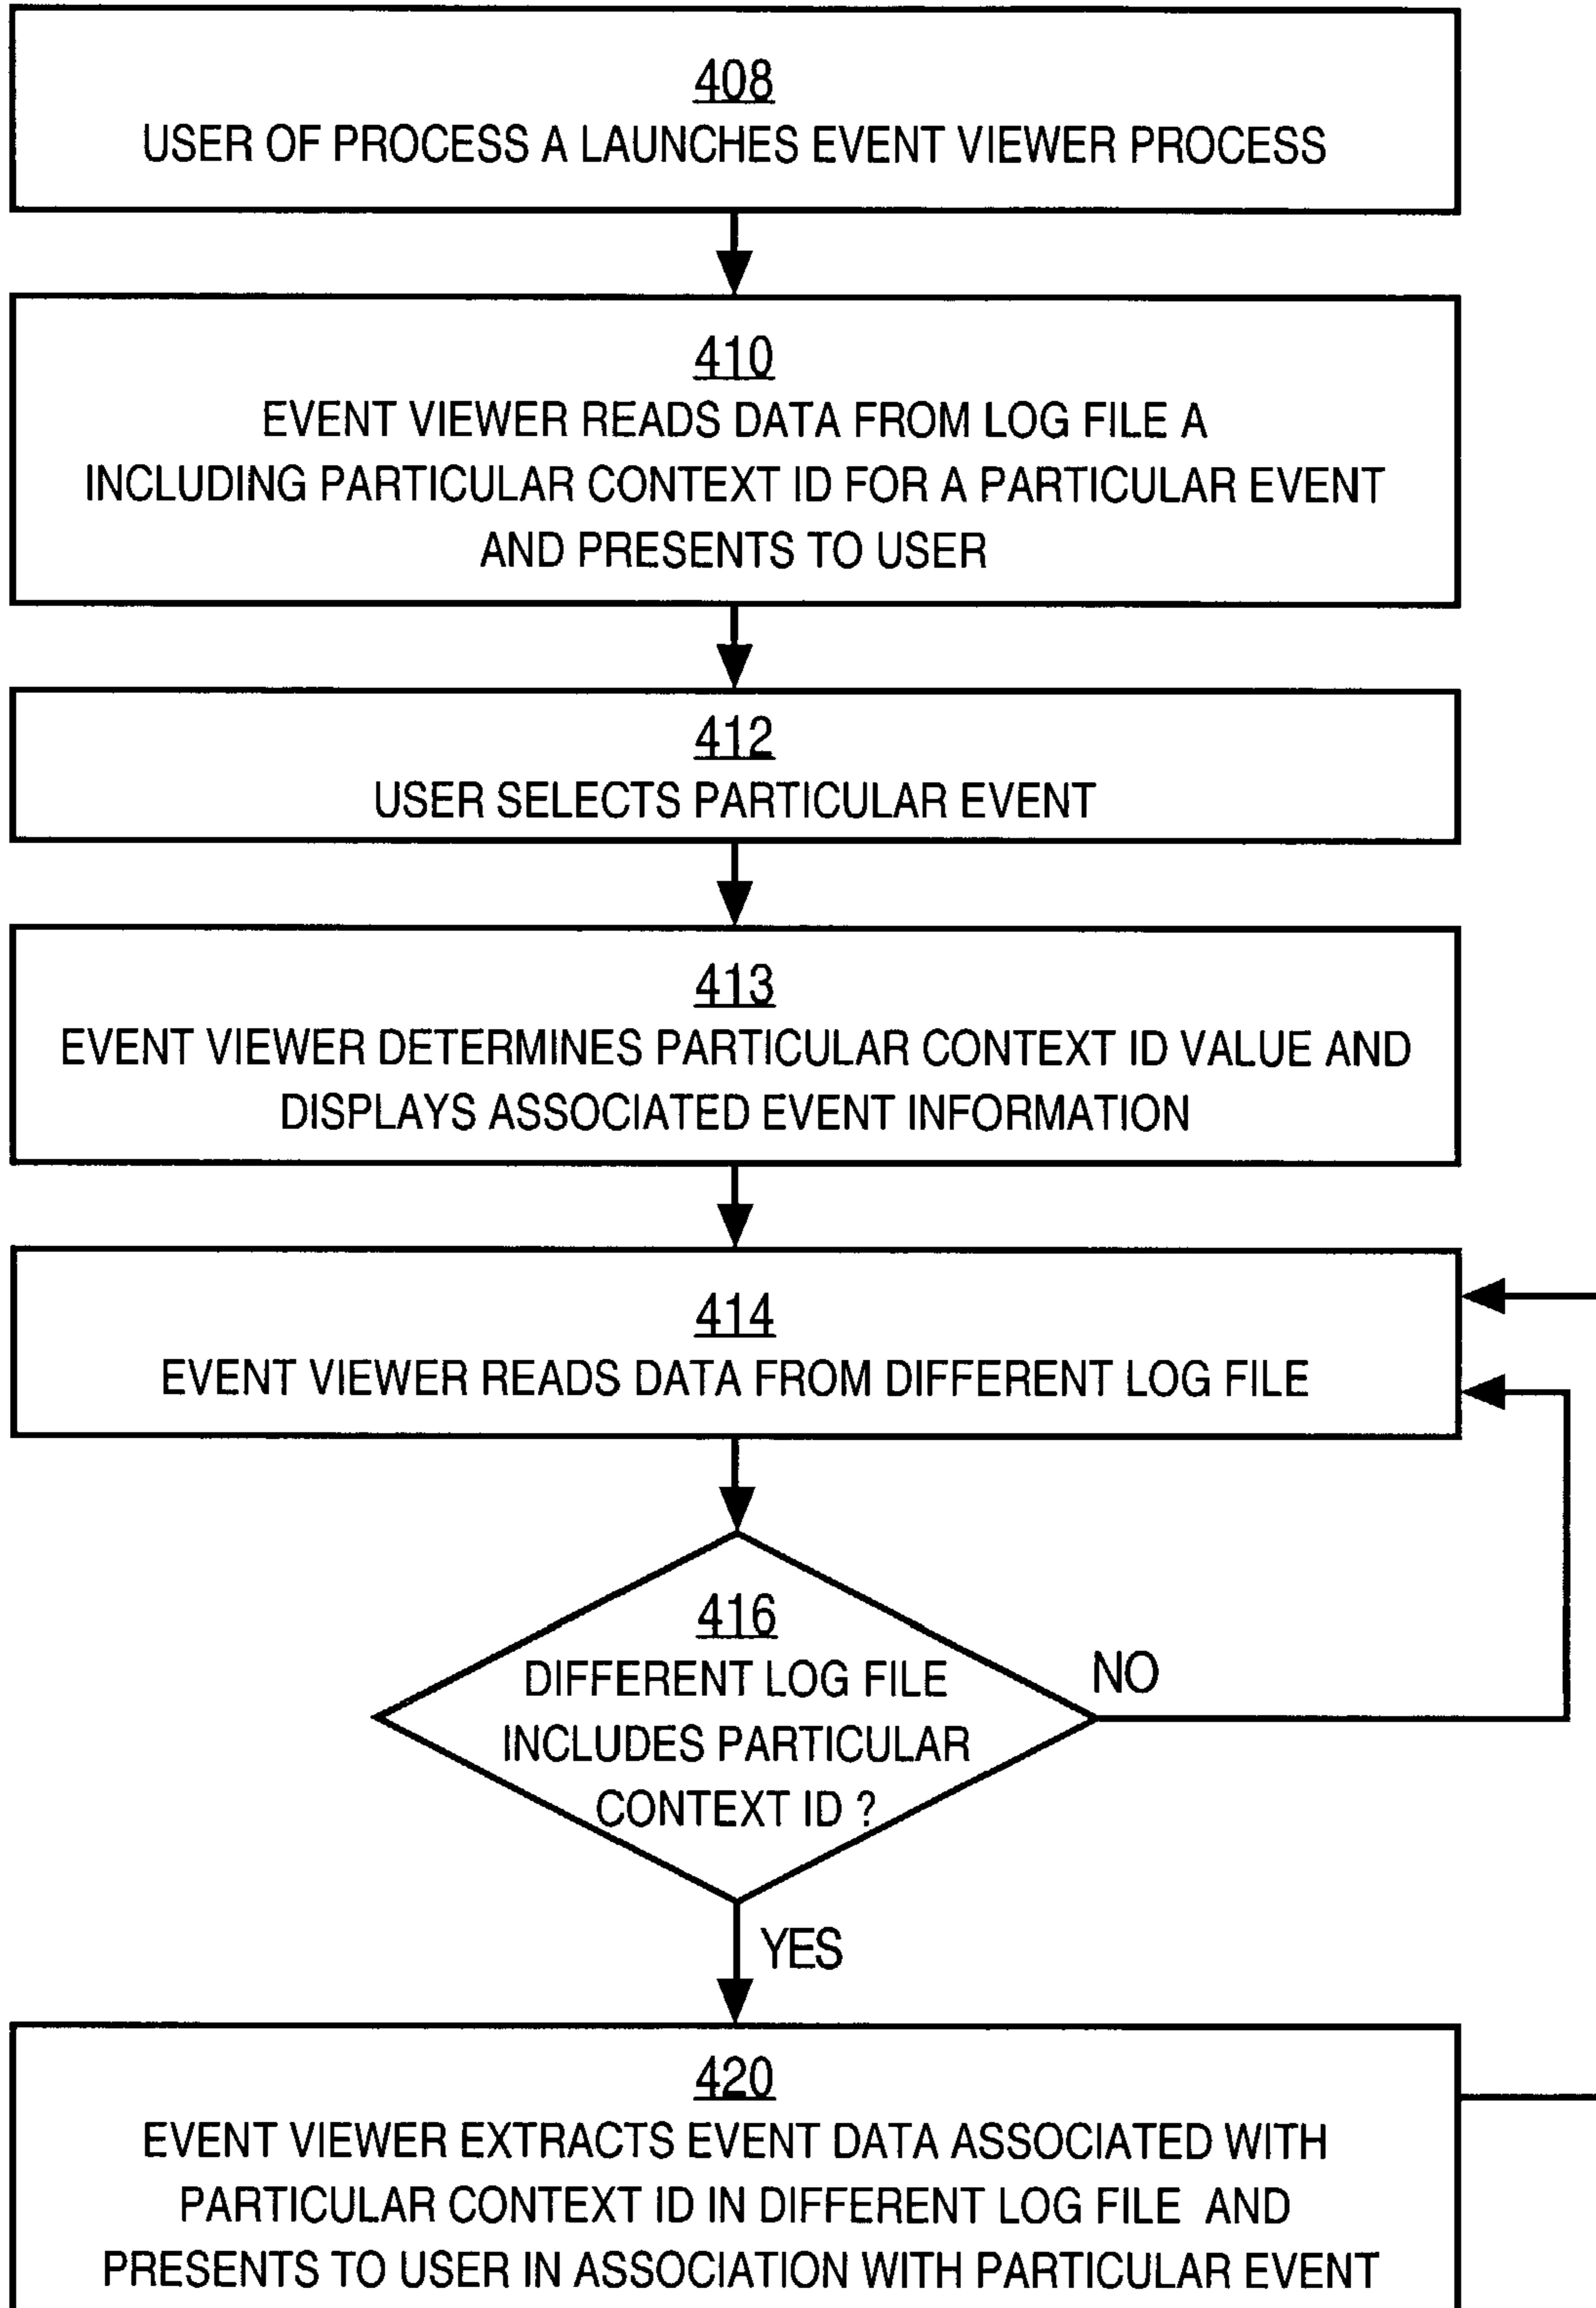 408
USER OF PROCESS A LAUNCHES EVENT VIEWER PROCESS
410
EVENT VIEWER READS DATA FROM LOG FILE A
INCLUDING PARTICULAR CONTEXT ID FOR A PARTICULAR EVENT
AND PRESENTS TO USER
412
USER SELECTS PARTICULAR EVENT
413
EVENT VIEWER DETERMINES PARTICULAR CONTEXT ID VALUE AND
DISPLAYS ASSOCIATED EVENT INFORMATION
414
EVENT VIEWER READS DATA FROM DIFFERENT LOG FILE
416
DIFFERENT LOG FILE
INCLUDES PARTICULAR
CONTEXT ID ?
NO
YES
420
EVENT VIEWER EXTRACTS EVENT DATA ASSOCIATED WITH
PARTICULAR CONTEXT ID IN DIFFERENT LOG FILE AND
PRESENTS TO USER IN ASSOCIATION WITH PARTICULAR EVENT